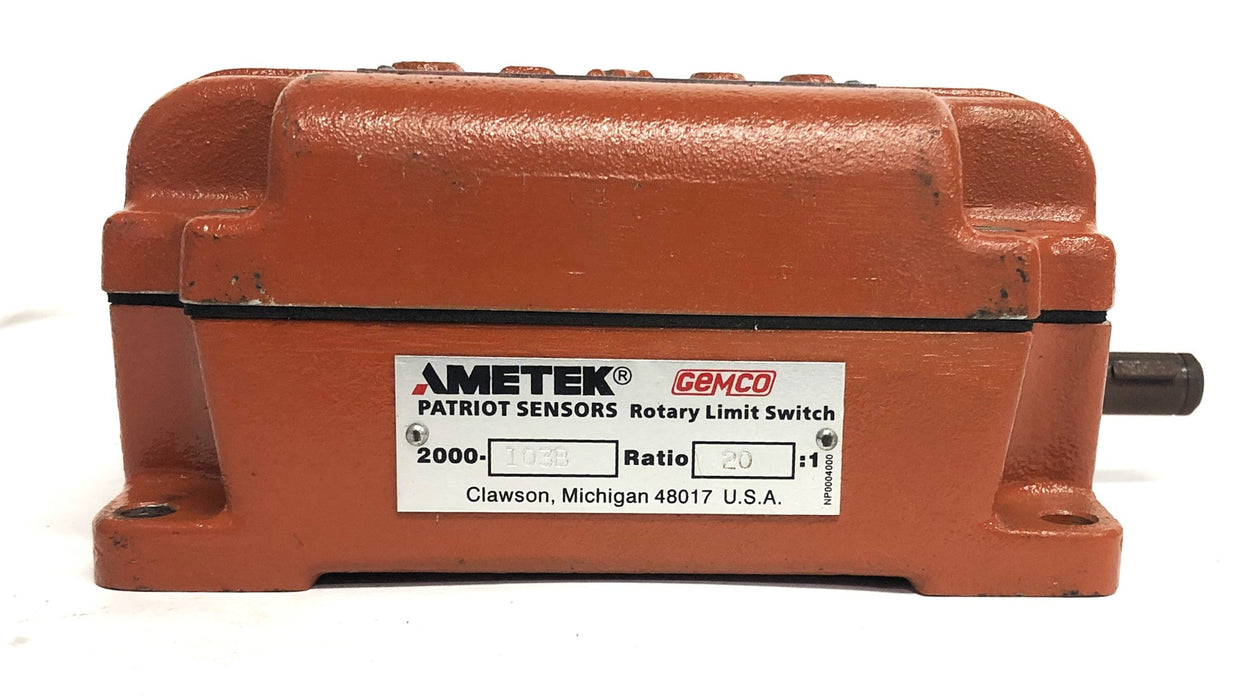 AMETEK® GEMCO
PATRIOT SENSORS Rotary Limit Switch
2000- 103B Ratio 20 :1
Clawson, Michigan 48017 U.S.A.
NP0004000